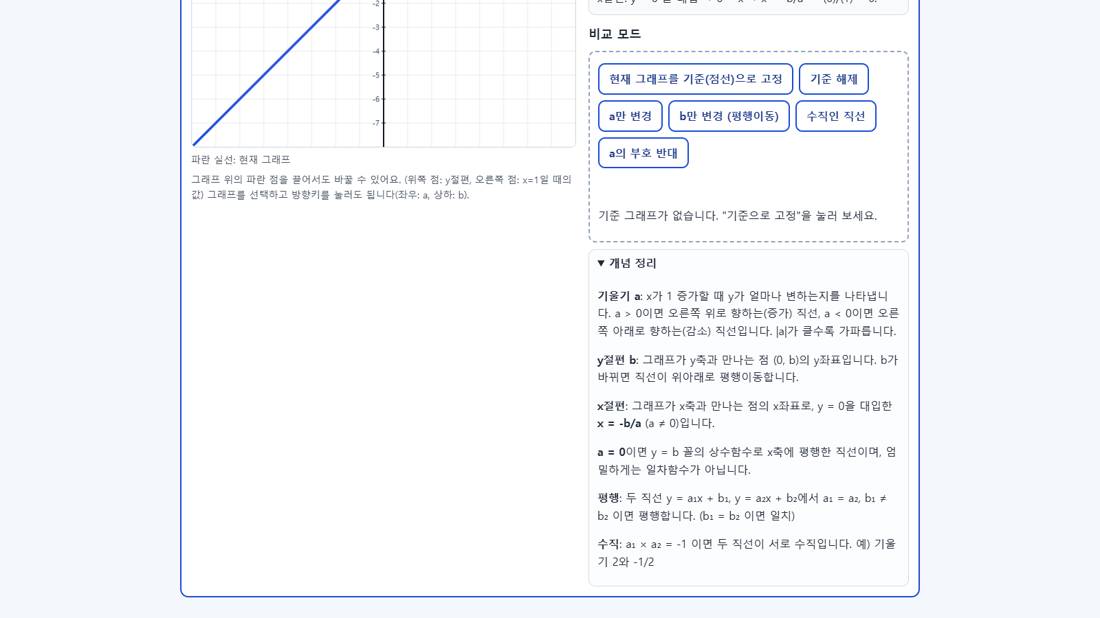 -2
-3
-4
-5
-6
-7
파란 실선: 현재 그래프
그래프 위의 파란 점을 끌어서도 바꿀 수 있어요. (위쪽 점: y절편, 오른쪽 점: x=1일 때의
값) 그래프를 선택하고 방향키를 눌러도 됩니다(좌우: a, 상하: b).
비교 모드
현재 그래프를 기준(점선)으로 고정
기준 해제
a만 변경
b만 변경 (평행이동)
수직인 직선
a의 부호 반대
기준 그래프가 없습니다. "기준으로 고정"을 눌러 보세요.
▼ 개념 정리
기울기 a: x가 1 증가할 때 y가 얼마나 변하는지를 나타냅니
다. a > 0이면 오른쪽 위로 향하는(증가) 직선, a < 0이면 오른
쪽 아래로 향하는(감소) 직선입니다. |a|가 클수록 가파릅니다.
y절편 b: 그래프가 y축과 만나는 점 (0, b)의 y좌표입니다. b가
바뀌면 직선이 위아래로 평행이동합니다.
x절편: 그래프가 x축과 만나는 점의 x좌표로, y = 0을 대입한
x = -b/a (a ≠ 0)입니다.
a = 0이면 y = b 꼴의 상수함수로 x축에 평행한 직선이며, 엄
밀하게는 일차함수가 아닙니다.
평행: 두 직선 y = a₁x + b₁, y = a₂x + b₂에서 a₁ = a₂, b₁ ≠
b₂ 이면 평행합니다. (b₁ = b₂ 이면 일치)
수직: a₁ × a₂ = -1 이면 두 직선이 서로 수직입니다. 예) 기울
기 2와 -1/2